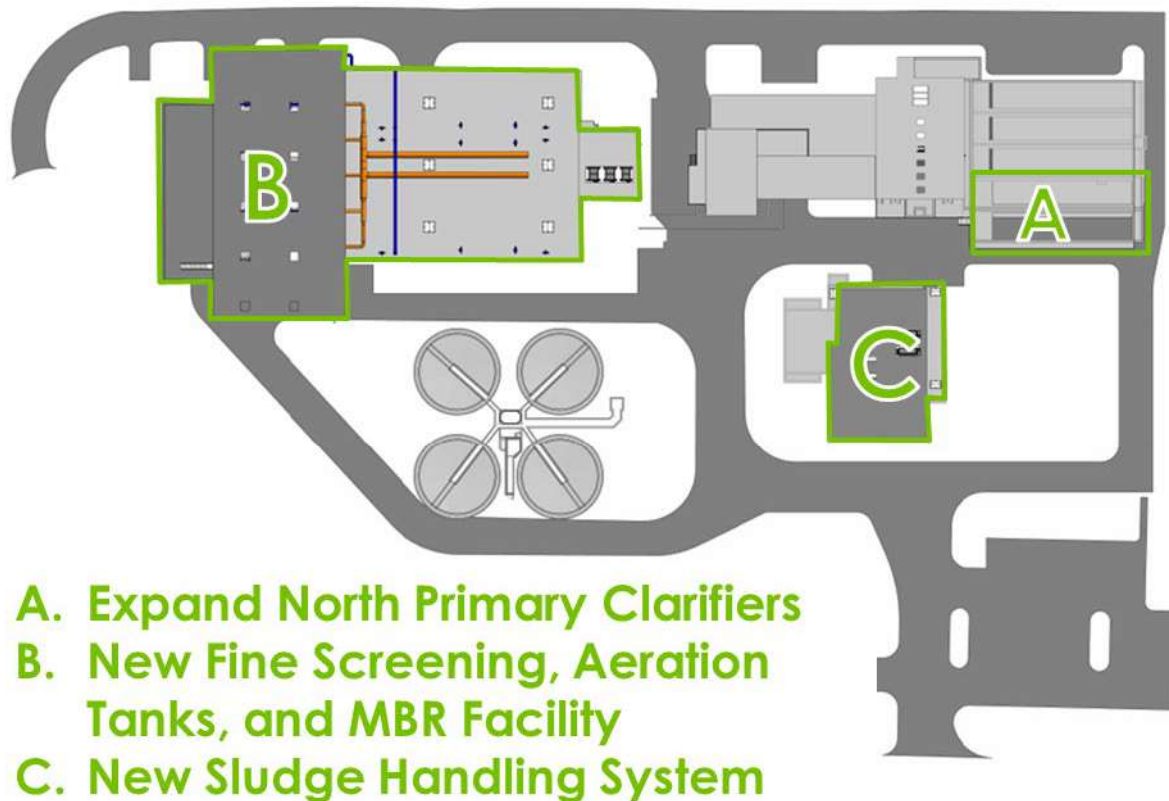 B
A
C
A. Expand North Primary Clarifiers
B. New Fine Screening, Aeration
Tanks, and MBR Facility
C. New Sludge Handling System